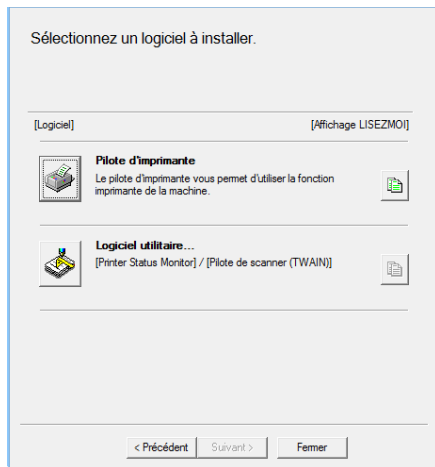 Sélectionnez un logiciel à installer.
[Logiciel] [Affichage LISEZMOI]
Pilote d'imprimante
Le pilote d'imprimante vous permet d'utiliser la fonction
imprimante de la machine.
Logiciel utilitaire...
[Printer Status Monitor] / [Pilote de scanner (TWAIN)]
< Précédent Suivant > Fermer